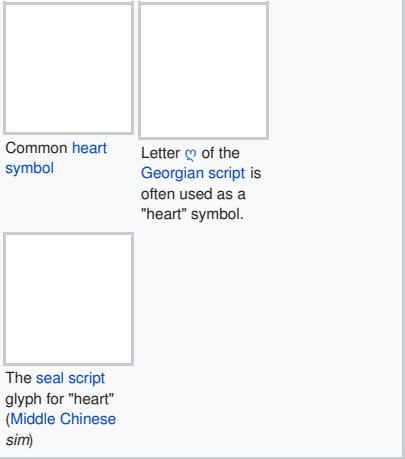 Common heart
symbol
Letter ღ of the
Georgian script is
often used as a
"heart" symbol.
The seal script
glyph for "heart"
(Middle Chinese
sim)